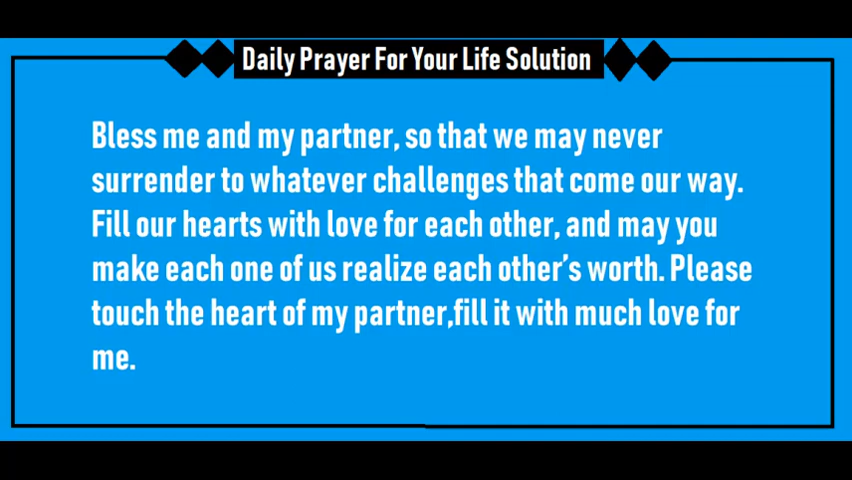 Daily Prayer For Your Life Solution
Bless me and my partner, so that we may never
surrender to whatever challenges that come our way.
Fill our hearts with love for each other, and may you
make each one of us realize each other's worth. Please
touch the heart of my partner,fill it with much love for
me.